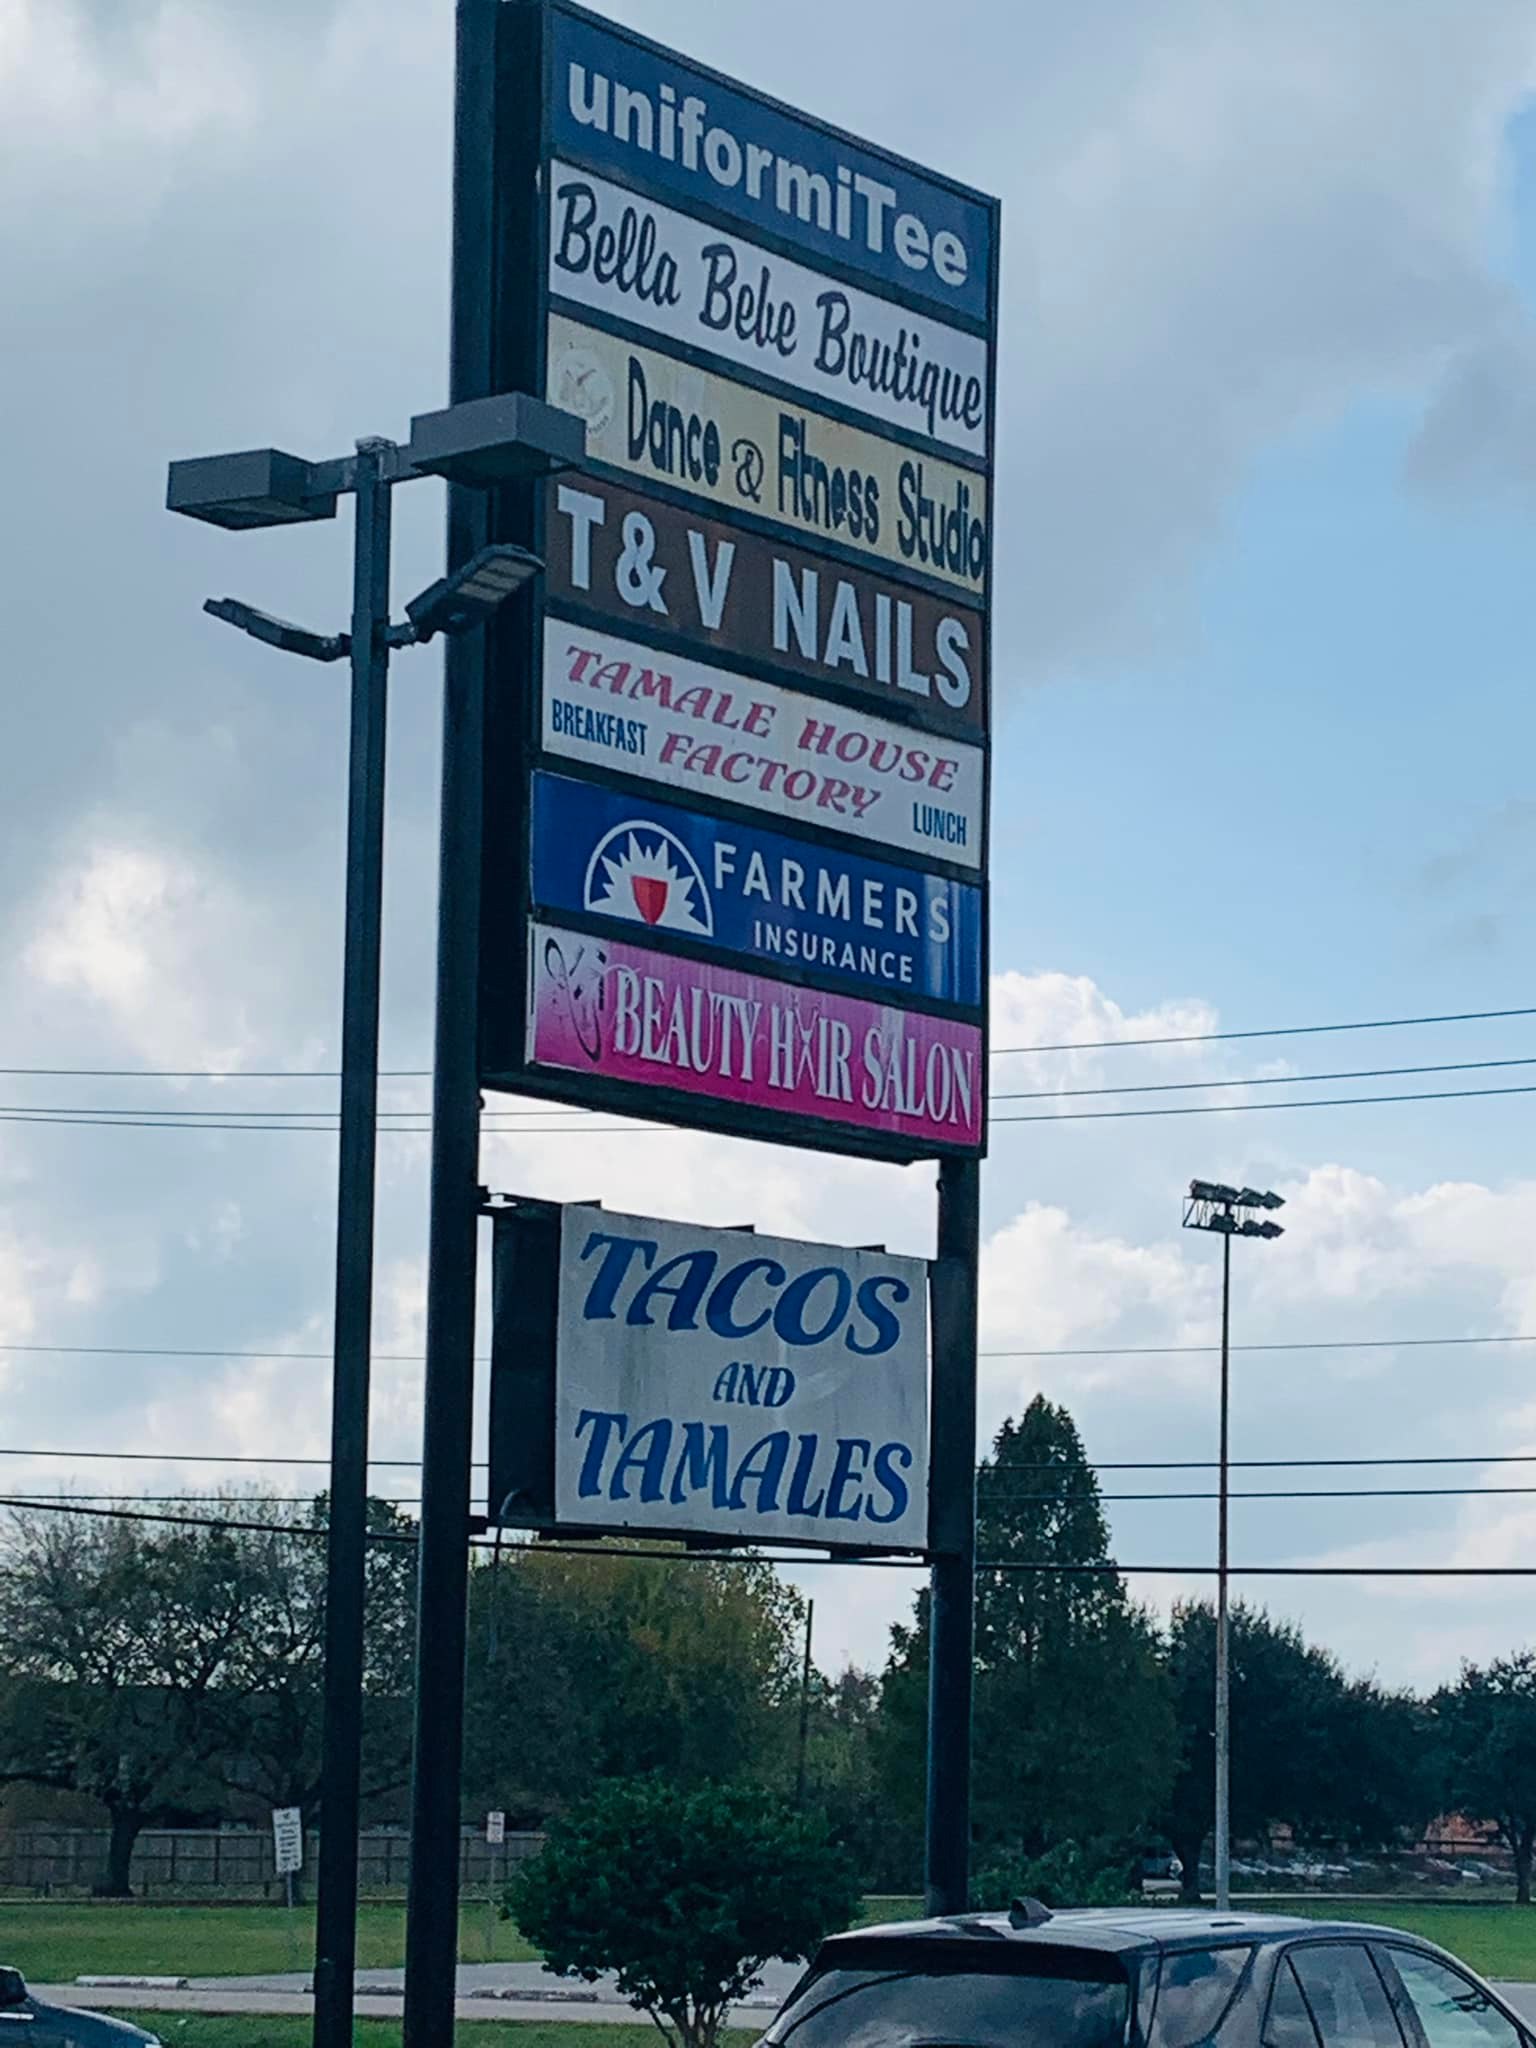 uniformiTee
Bella Bebe Boutique
Dance & Fitness Studio
T&V NAILS
TAMALE HOUSE
BREAKFAST FACTORY LUNCH
FARMERS
INSURANCE
BEAUTY HAIR SALON
TACOS
AND
TAMALES